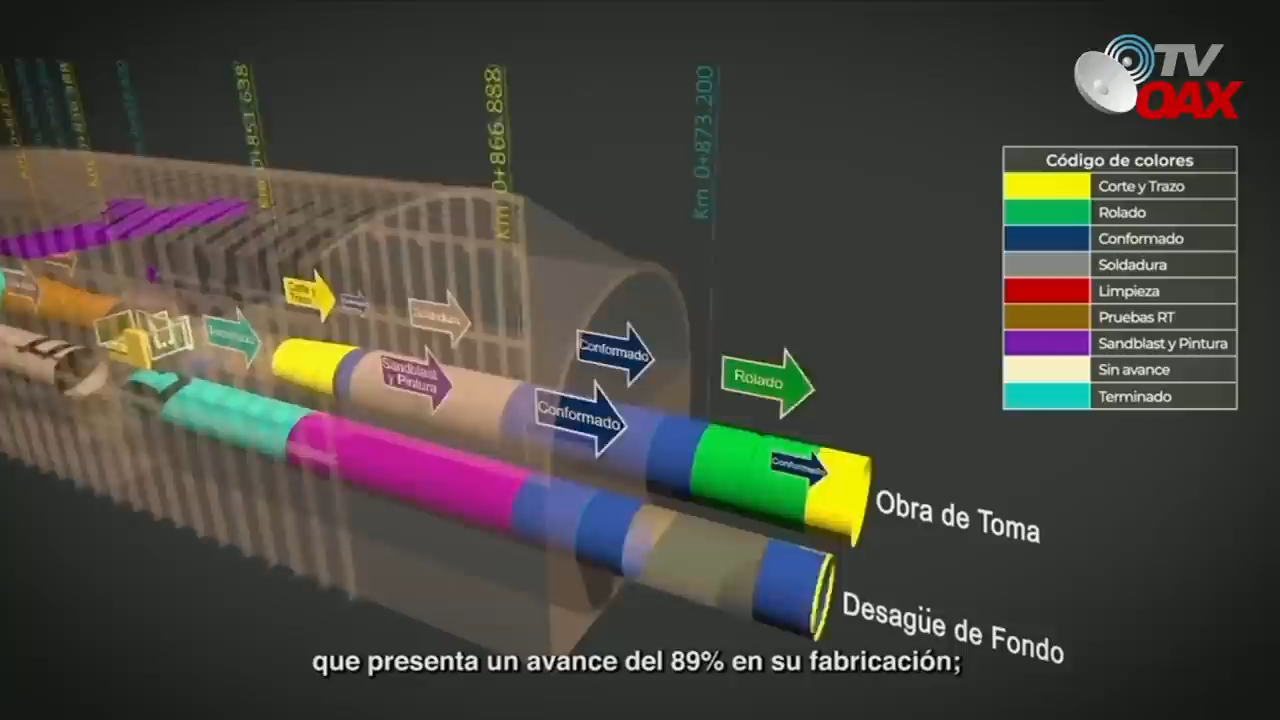 TV
OAX
Km 0+851.638
Km 0+866.888
Km 0+873.200
Código de colores
Corte y Trazo
Rolado
Conformado
Soldadura
Limpieza
Pruebas RT
Sandblast y Pintura
Sin avance
Terminado
Corte y
Trazo
Soldadura
Terminado
Sandblast
y Pintura
Conformado
Conformado
Rolado
Conformado
Obra de Toma
Desagüe de Fondo
que presenta un avance del 89% en su fabricación;